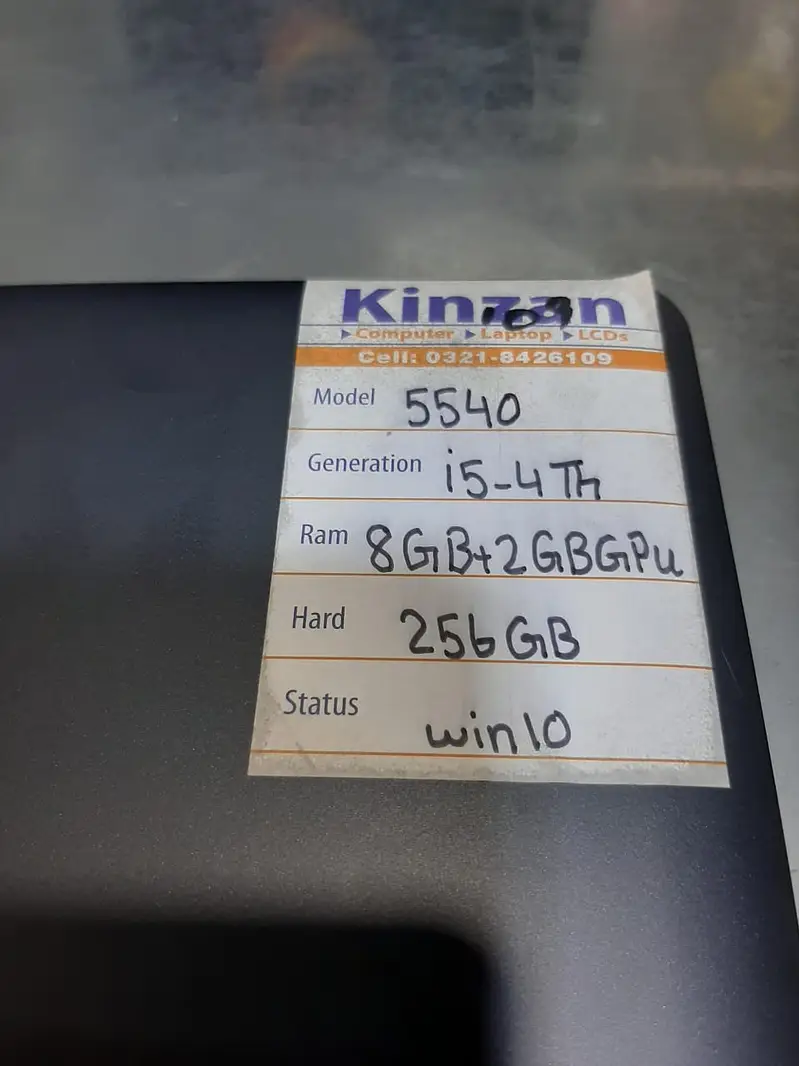 Kinzan
109
▶Computer ▶Laptop ▶LCDs
Cell: 0321-8426109
Model 5540
Generation i5-4Th
Ram 8GB+2GBGPu
Hard 256GB
Status win10